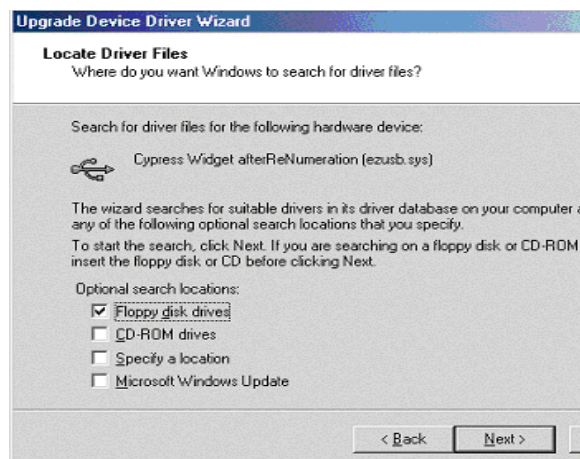 Upgrade Device Driver Wizard
Locate Driver Files
Where do you want Windows to search for driver files?
Search for driver files for the following hardware device:
Cypress Widget afterReNumeration (ezusb.sys)
The wizard searches for suitable drivers in its driver database on your computer a
any of the following optional search locations that you specify.
To start the search, click Next. If you are searching on a floppy disk or CD-ROM
insert the floppy disk or CD before clicking Next.
Optional search locations:
Floppy disk drives
CD-ROM drives
Specify a location
Microsoft Windows Update
< Back Next >